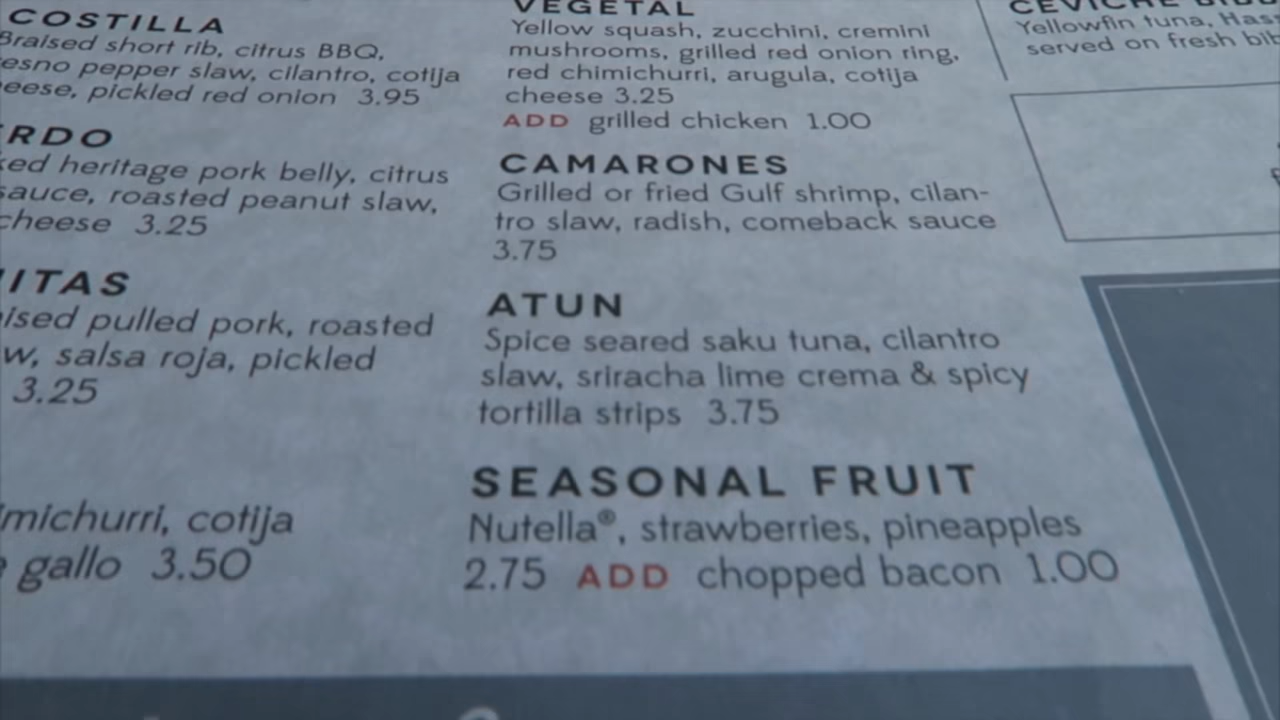 COSTILLA
Braised short rib, citrus BBQ,
pepper slaw, cilantro, cotija
pickled red onion 3.95
heritage pork belly, citrus
sauce, roasted peanut slaw,
cheese 3.25
pulled pork, roasted
salsa roja, pickled
3.25
cotija
gallo 3.50
VEGETAL
Yellow squash, zucchini, cremini
mushrooms, grilled red onion ring,
red chimichurri, arugula, cotija
cheese 3.25
ADD grilled chicken 1.00
CAMARONES
Grilled or fried Gulf shrimp, cilan-
tro slaw, radish, comeback sauce
3.75
ATUN
Spice seared saku tuna, cilantro
slaw, sriracha lime crema & spicy
tortilla strips 3.75
SEASONAL FRUIT
Nutella®, strawberries, pineapples
2.75 ADD chopped bacon 1.00
CEVICHE
Yellowfin tuna,
served on fresh